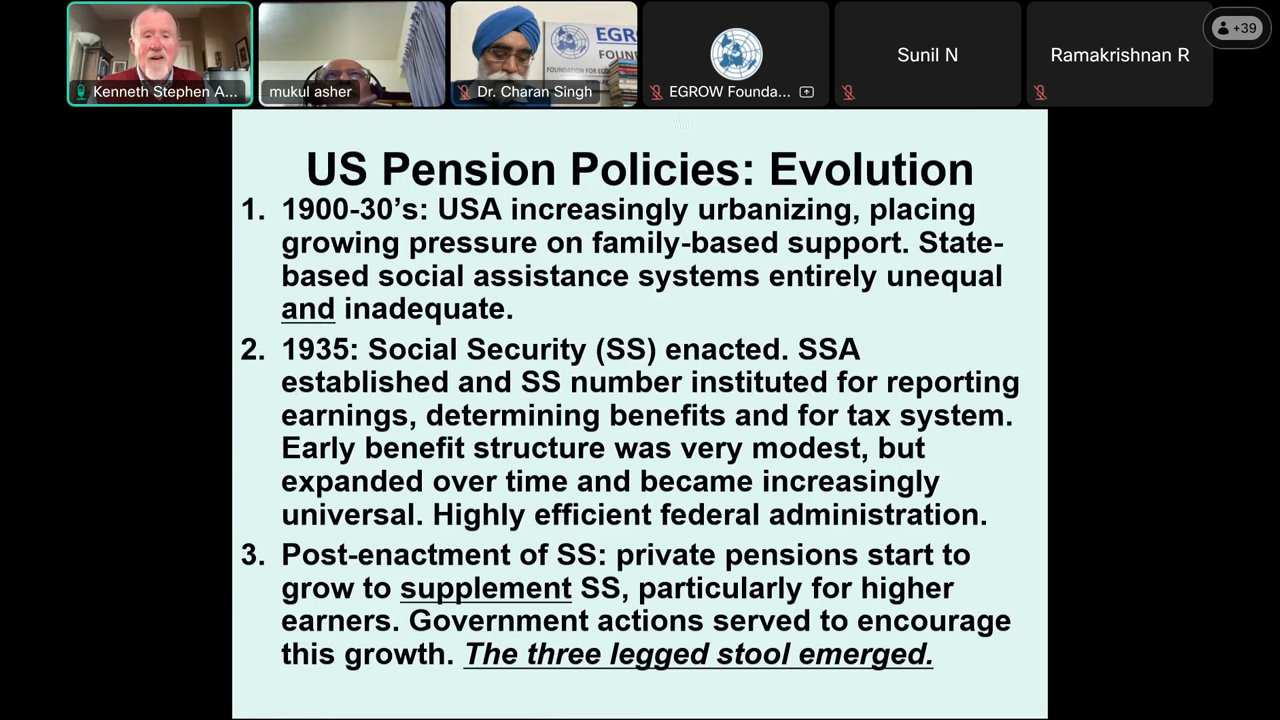 Kenneth Stephen A...
mukul asher
EGR
FOUN
FOUNDATION FOR EC
Dr. Charan Singh
EGROW Founda...
Sunil N
Ramakrishnan R
+39
US Pension Policies: Evolution
1. 1900-30’s: USA increasingly urbanizing, placing
growing pressure on family-based support. State-
based social assistance systems entirely unequal
and inadequate.
2. 1935: Social Security (SS) enacted. SSA
established and SS number instituted for reporting
earnings, determining benefits and for tax system.
Early benefit structure was very modest, but
expanded over time and became increasingly
universal. Highly efficient federal administration.
3. Post-enactment of SS: private pensions start to
grow to supplement SS, particularly for higher
earners. Government actions served to encourage
this growth. The three legged stool emerged.